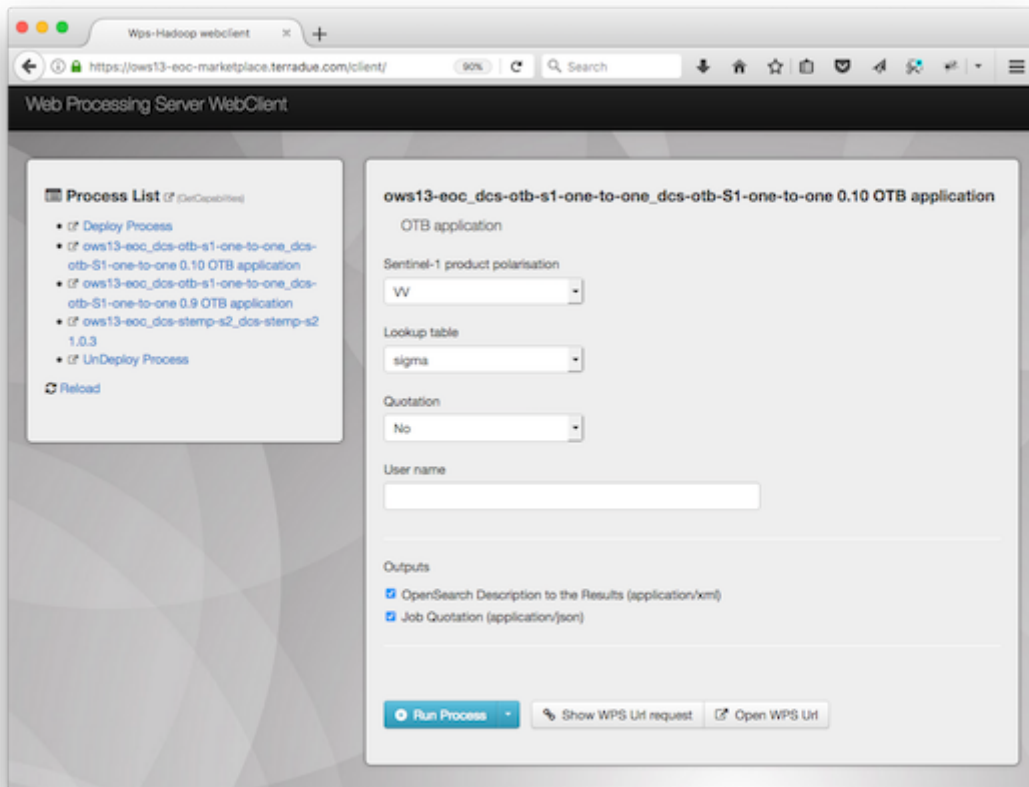 Wps-Hadoop webclient
https://ows13-eoc-marketplace.terradue.com/client/
90%
Search
Web Processing Server WebClient
Process List (GetCapabilities)
Deploy Process
ows13-eoc_dcs-otb-s1-one-to-one_dcs-
otb-S1-one-to-one 0.10 OTB application
ows13-eoc_dcs-otb-s1-one-to-one_dcs-
otb-S1-one-to-one 0.9 OTB application
ows13-eoc_dcs-stemp-s2_dcs-stemp-s2
1.0.3
UnDeploy Process
Reload
ows13-eoc_dcs-otb-s1-one-to-one_dcs-otb-S1-one-to-one 0.10 OTB application
OTB application
Sentinel-1 product polarisation
VV
Lookup table
sigma
Quotation
No
User name
Outputs
OpenSearch Description to the Results (application/xml)
Job Quotation (application/json)
Run Process
Show WPS Url request
Open WPS Url